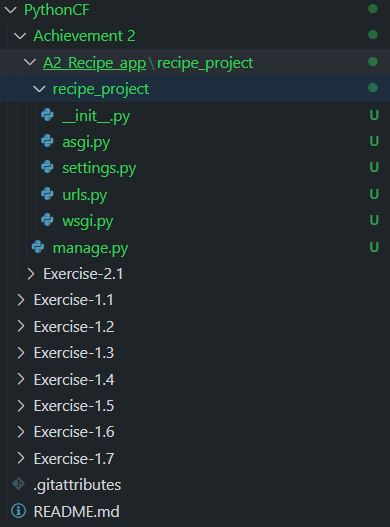 PythonCF
Achievement 2
A2_Recipe_app\recipe_project
recipe_project
__init__.py
U
asgi.py
U
settings.py
U
urls.py
U
wsgi.py
U
manage.py
U
Exercise-2.1
Exercise-1.1
Exercise-1.2
Exercise-1.3
Exercise-1.4
Exercise-1.5
Exercise-1.6
Exercise-1.7
.gitattributes
README.md